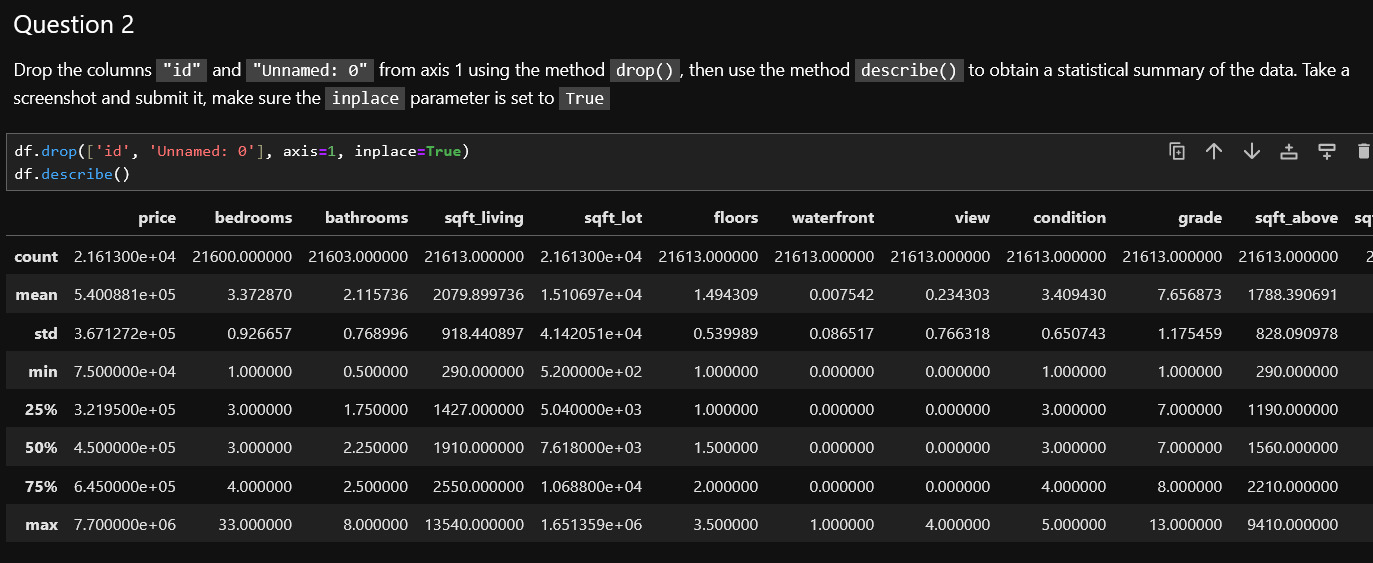 Question 2
Drop the columns "id" and "Unnamed: 0" from axis 1 using the method drop(), then use the method describe() to obtain a statistical summary of the data. Take a
screenshot and submit it, make sure the inplace parameter is set to True
df.drop(['id', 'Unnamed: 0'], axis=1, inplace=True)
df.describe()
price bedrooms bathrooms sqft_living sqft_lot floors waterfront view condition grade sqft_above
count 2.161300e+04 21600.000000 21603.000000 21613.000000 2.161300e+04 21613.000000 21613.000000 21613.000000 21613.000000 21613.000000 21613.000000 2
mean 5.400881e+05 3.372870 2.115736 2079.899736 1.510697e+04 1.494309 0.007542 0.234303 3.409430 7.656873 1788.390691
std 3.671272e+05 0.926657 0.768996 918.440897 4.142051e+04 0.539989 0.086517 0.766318 0.650743 1.175459 828.090978
min 7.500000e+04 1.000000 0.500000 290.000000 5.200000e+02 1.000000 0.000000 0.000000 1.000000 1.000000 290.000000
25% 3.219500e+05 3.000000 1.750000 1427.000000 5.040000e+03 1.000000 0.000000 0.000000 3.000000 7.000000 1190.000000
50% 4.500000e+05 3.000000 2.250000 1910.000000 7.618000e+03 1.500000 0.000000 0.000000 3.000000 7.000000 1560.000000
75% 6.450000e+05 4.000000 2.500000 2550.000000 1.068800e+04 2.000000 0.000000 0.000000 4.000000 8.000000 2210.000000
max 7.700000e+06 33.000000 8.000000 13540.000000 1.651359e+06 3.500000 1.000000 4.000000 5.000000 13.000000 9410.000000